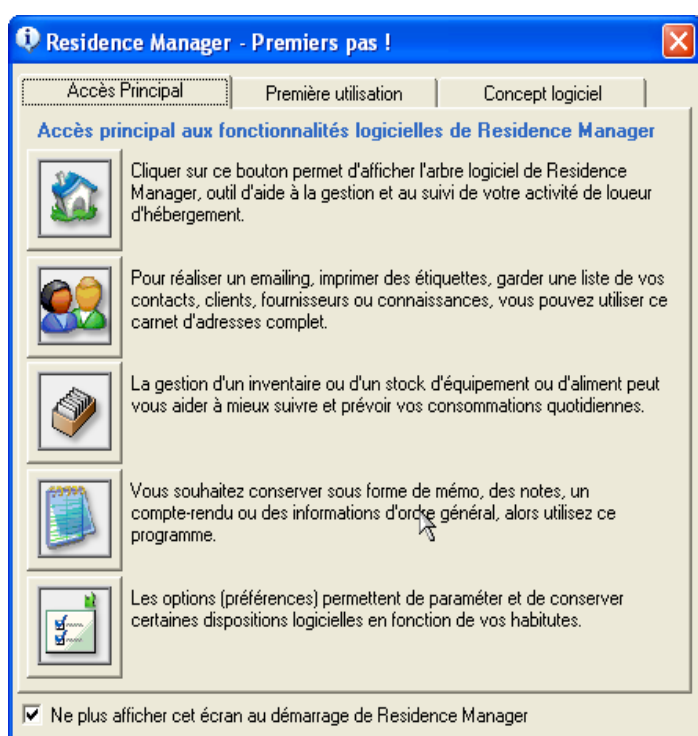 Residence Manager - Premiers pas !
Accès Principal
Première utilisation
Concept logiciel
Accès principal aux fonctionnalités logicielles de Residence Manager
Cliquer sur ce bouton permet d'afficher l'arbre logiciel de Residence
Manager, outil d'aide à la gestion et au suivi de votre activité de loueur
d'hébergement.
Pour réaliser un emailing, imprimer des étiquettes, garder une liste de vos
contacts, clients, fournisseurs ou connaissances, vous pouvez utiliser ce
carnet d'adresses complet.
La gestion d'un inventaire ou d'un stock d'équipement ou d'aliment peut
vous aider à mieux suivre et prévoir vos consommations quotidiennes.
Vous souhaitez conserver sous forme de mémo, des notes, un
compte-rendu ou des informations d'ordre général, alors utilisez ce
programme.
Les options (préférences) permettent de paraméter et de conserver
certaines dispositions logicielles en fonction de vos habitutes.
Ne plus afficher cet écran au démarrage de Residence Manager